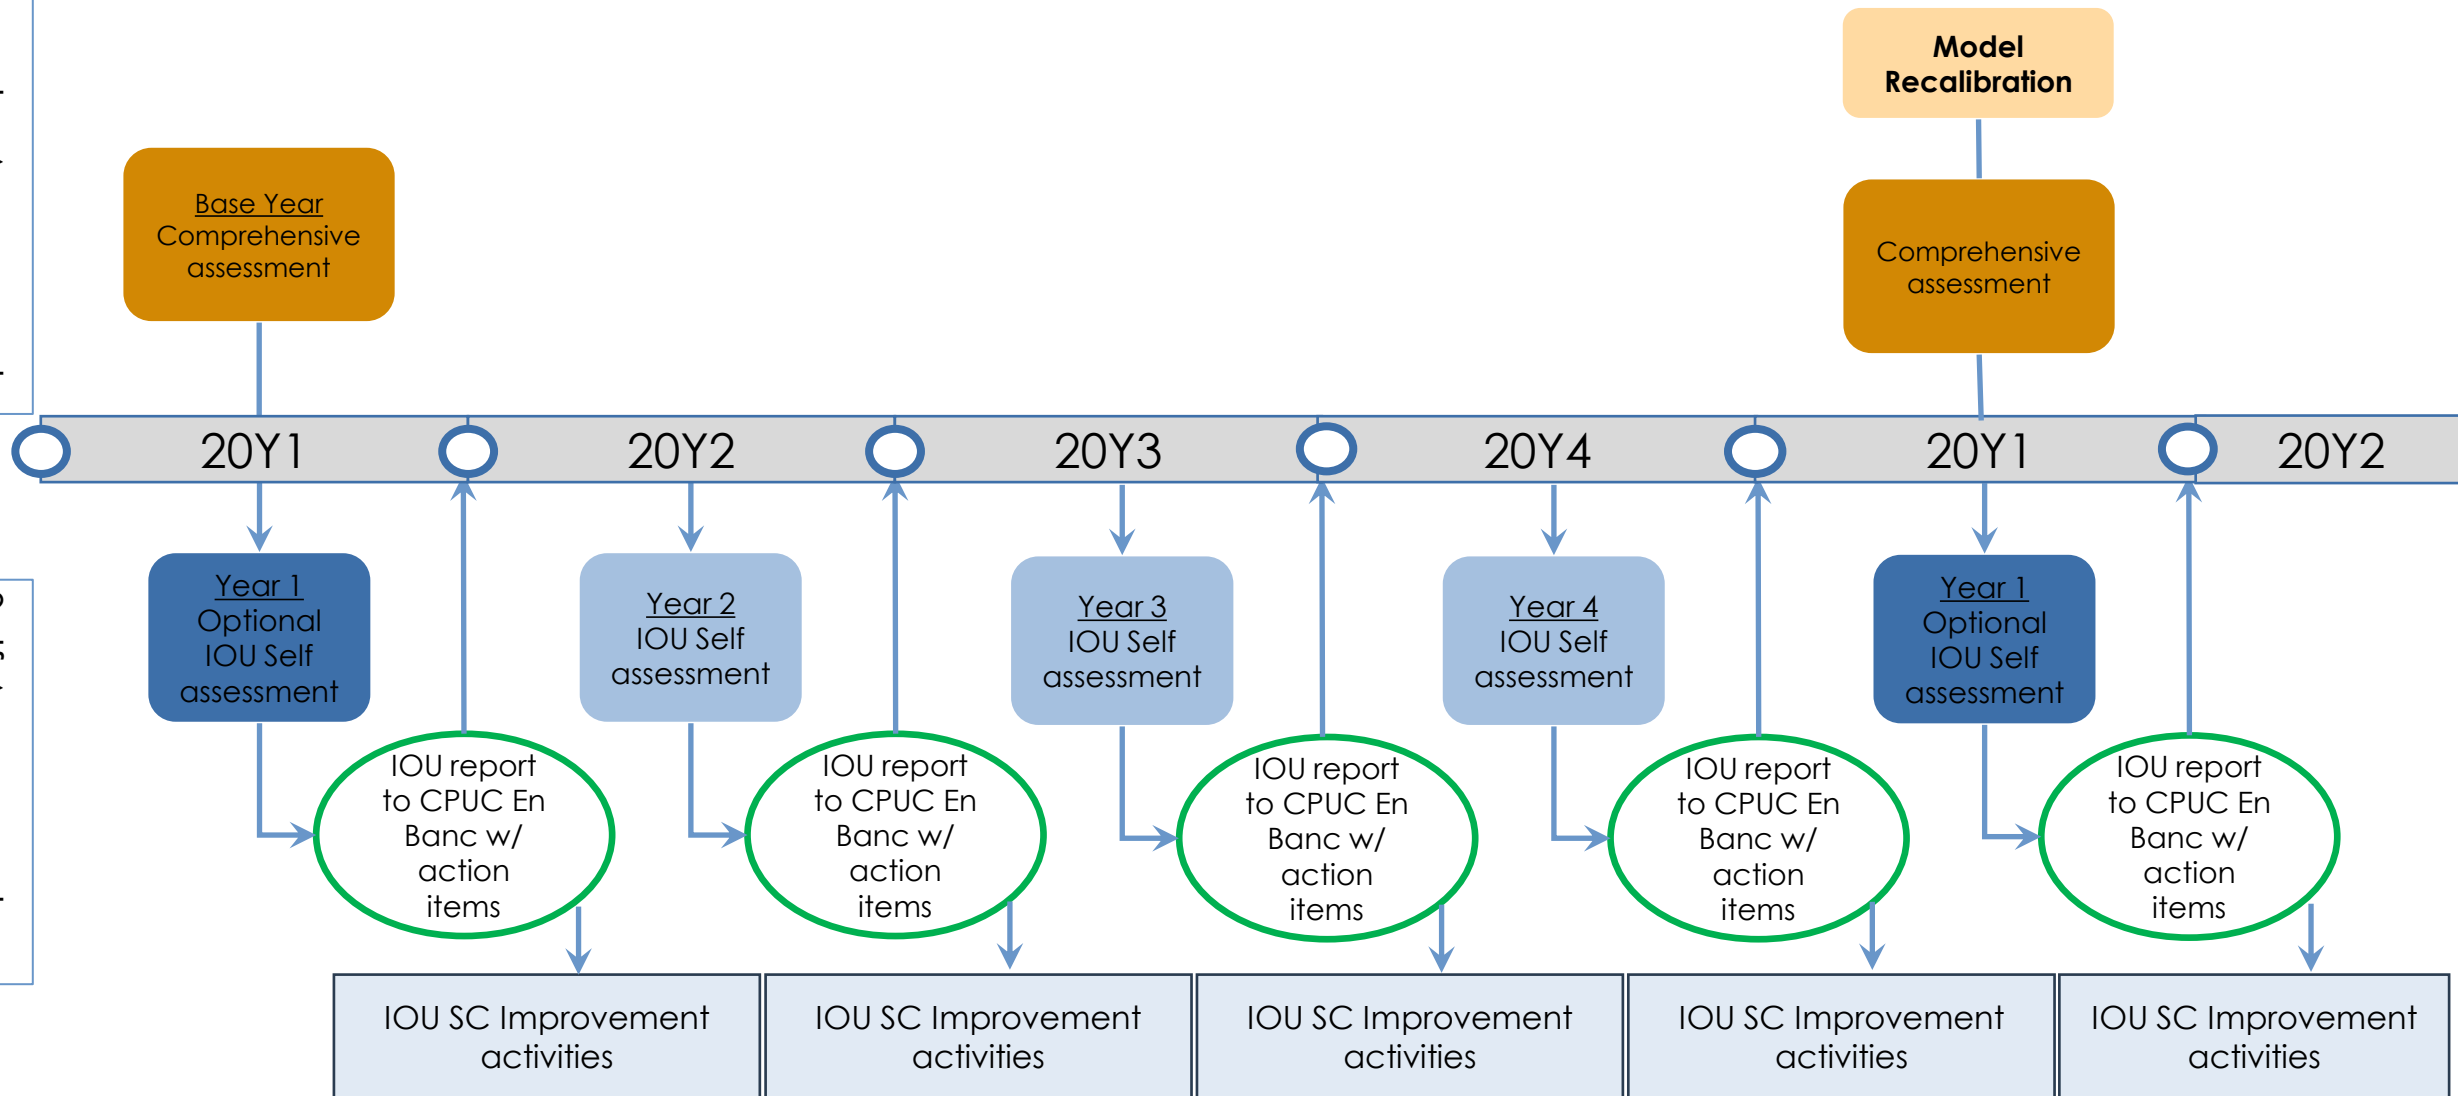 Model
Recalibration
Base Year
Comprehensive
assessment
Comprehensive
assessment
20Y1
20Y2
20Y3
20Y4
20Y1
20Y2
Year 1
Optional
IOU Self
assessment
Year 2
IOU Self
assessment
Year 3
IOU Self
assessment
Year 4
IOU Self
assessment
Year 1
Optional
IOU Self
assessment
IOU report
to CPUC En
Banc w/
action
items
IOU report
to CPUC En
Banc w/
action
items
IOU report
to CPUC En
Banc w/
action
items
IOU report
to CPUC En
Banc w/
action
items
IOU report
to CPUC En
Banc w/
action
items
IOU SC Improvement
activities
IOU SC Improvement
activities
IOU SC Improvement
activities
IOU SC Improvement
activities
IOU SC Improvement
activities